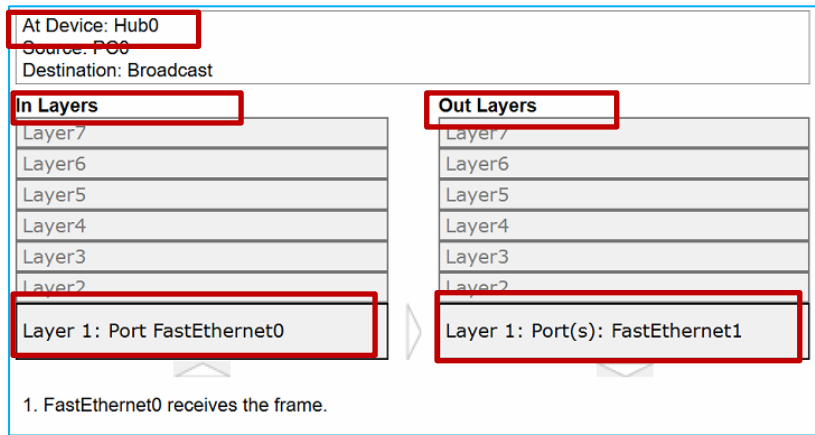 At Device: Hub0
Source: PC0
Destination: Broadcast
In Layers
Out Layers
Layer7
Layer7
Layer6
Layer6
Layer5
Layer5
Layer4
Layer4
Layer3
Layer3
Layer2
Layer2
Layer 1: Port FastEthernet0
Layer 1: Port(s): FastEthernet1
1. FastEthernet0 receives the frame.